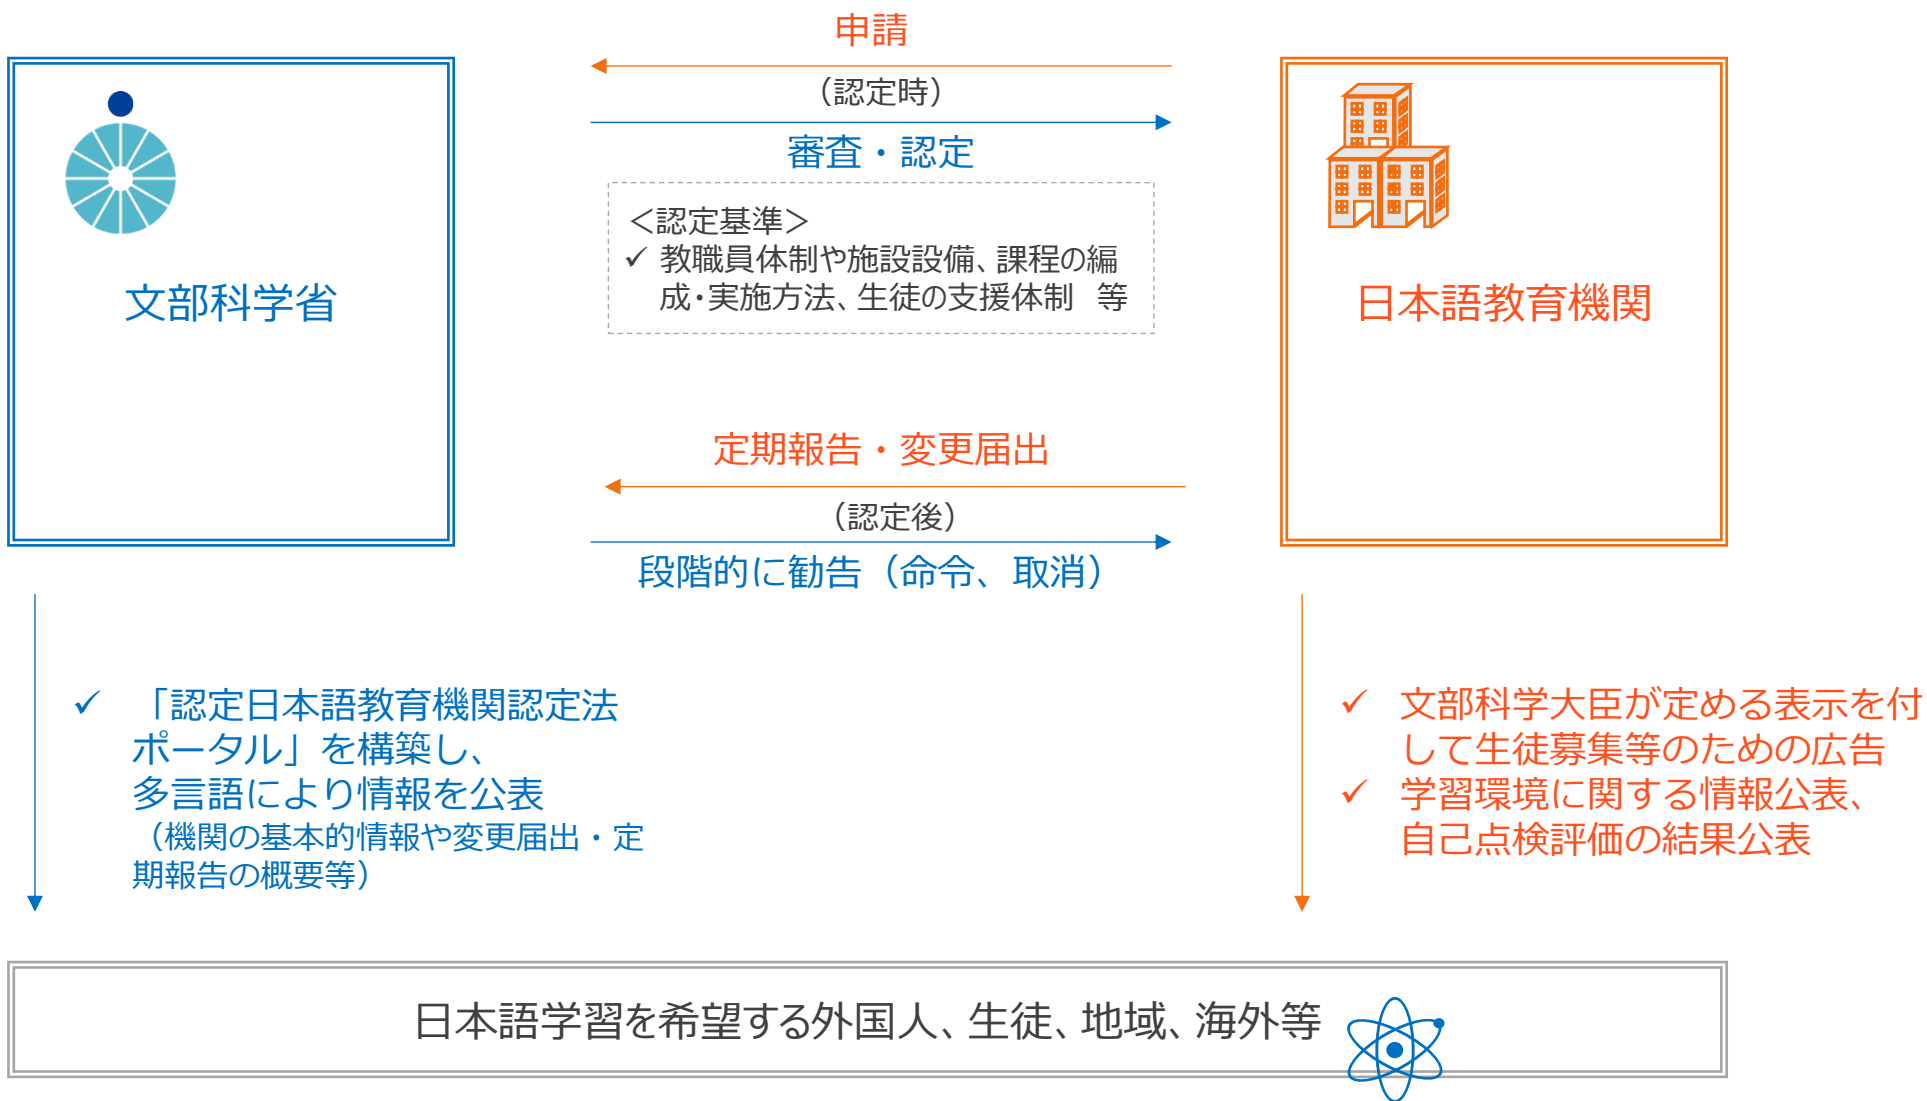 申請
（認定時）
審査・認定
＜認定基準＞
✓ 教職員体制や施設設備、課程の編
成・実施方法、生徒の支援体制　等
文部科学省
日本語教育機関
定期報告・変更届出
（認定後）
段階的に勧告（命令、取消）
✓ 「認定日本語教育機関認定法
ポータル」を構築し、
多言語により情報を公表
（機関の基本的情報や変更届出・定
期報告の概要等）
✓ 文部科学大臣が定める表示を付
して生徒募集等のための広告
✓ 学習環境に関する情報公表、
自己点検評価の結果公表
日本語学習を希望する外国人、生徒、地域、海外等